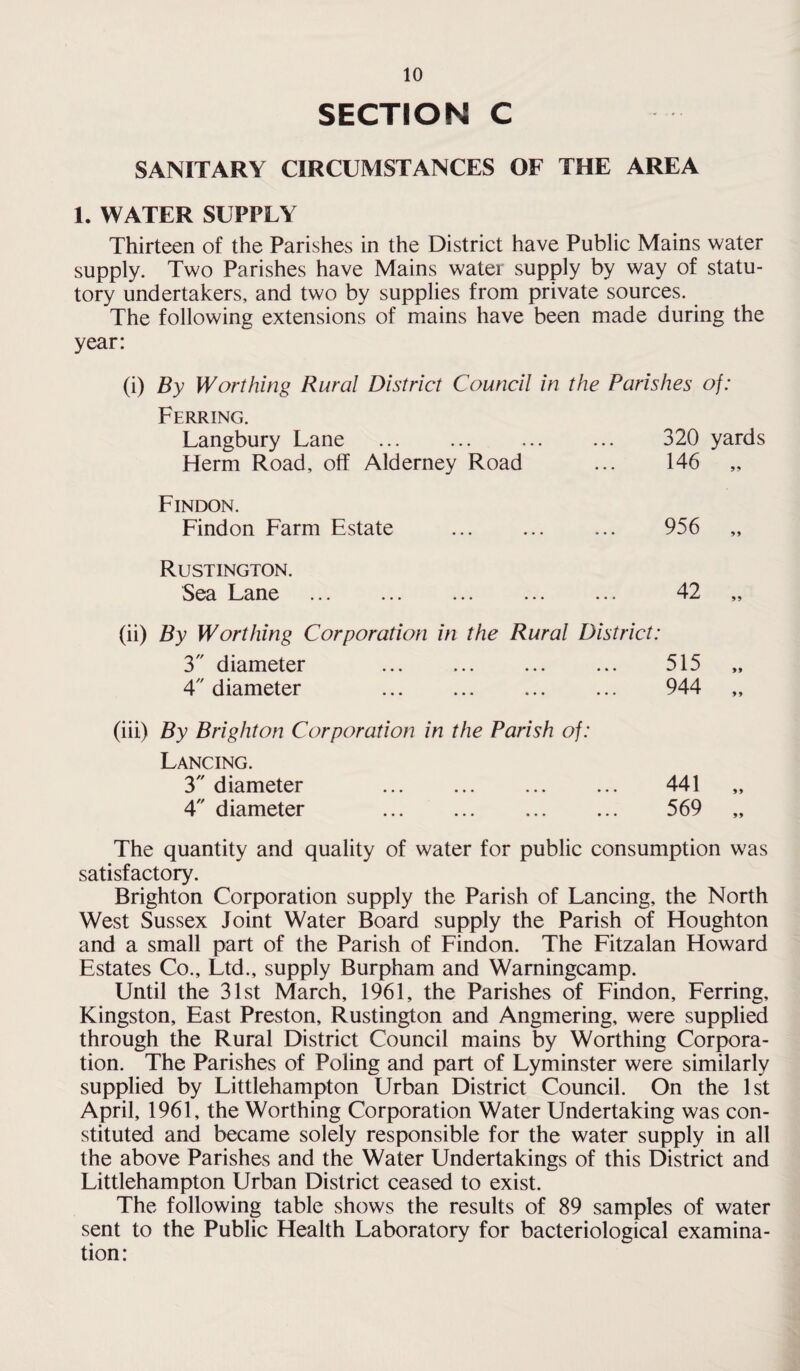 10
SECTION C
SANITARY CIRCUMSTANCES OF THE AREA
1. WATER SUPPLY
Thirteen of the Parishes in the District have Public Mains water
supply. Two Parishes have Mains water supply by way of statu-
tory undertakers, and two by supplies from private sources.
The following extensions of mains have been made during the
year:
(i) By Worthing Rural District Council in the Parishes of:
FERRING.
Langbury Lane ... ... ... ... 320 yards
Herm Road, off Alderney Road ... 146 „
FINDON.
Findon Farm Estate ... ... ... 956 „
RUSTINGTON.
Sea Lane ... ... ... ... ... 42 „
(ii) By Worthing Corporation in the Rural District:
3″ diameter ... ... ... ... 515 „
4″ diameter ... ... ... ... 944 „
(iii) By Brighton Corporation in the Parish of:
LANCING.
3″ diameter ... ... ... ... 441 „
4″ diameter ... ... ... ... 569 „
The quantity and quality of water for public consumption was
satisfactory.
Brighton Corporation supply the Parish of Lancing, the North
West Sussex Joint Water Board supply the Parish of Houghton
and a small part of the Parish of Findon. The Fitzalan Howard
Estates Co., Ltd., supply Burpham and Warningcamp.
Until the 31st March, 1961, the Parishes of Findon, Ferring,
Kingston, East Preston, Rustington and Angmering, were supplied
through the Rural District Council mains by Worthing Corpora-
tion. The Parishes of Poling and part of Lyminster were similarly
supplied by Littlehampton Urban District Council. On the 1st
April, 1961, the Worthing Corporation Water Undertaking was con-
stituted and became solely responsible for the water supply in all
the above Parishes and the Water Undertakings of this District and
Littlehampton Urban District ceased to exist.
The following table shows the results of 89 samples of water
sent to the Public Health Laboratory for bacteriological examina-
tion: